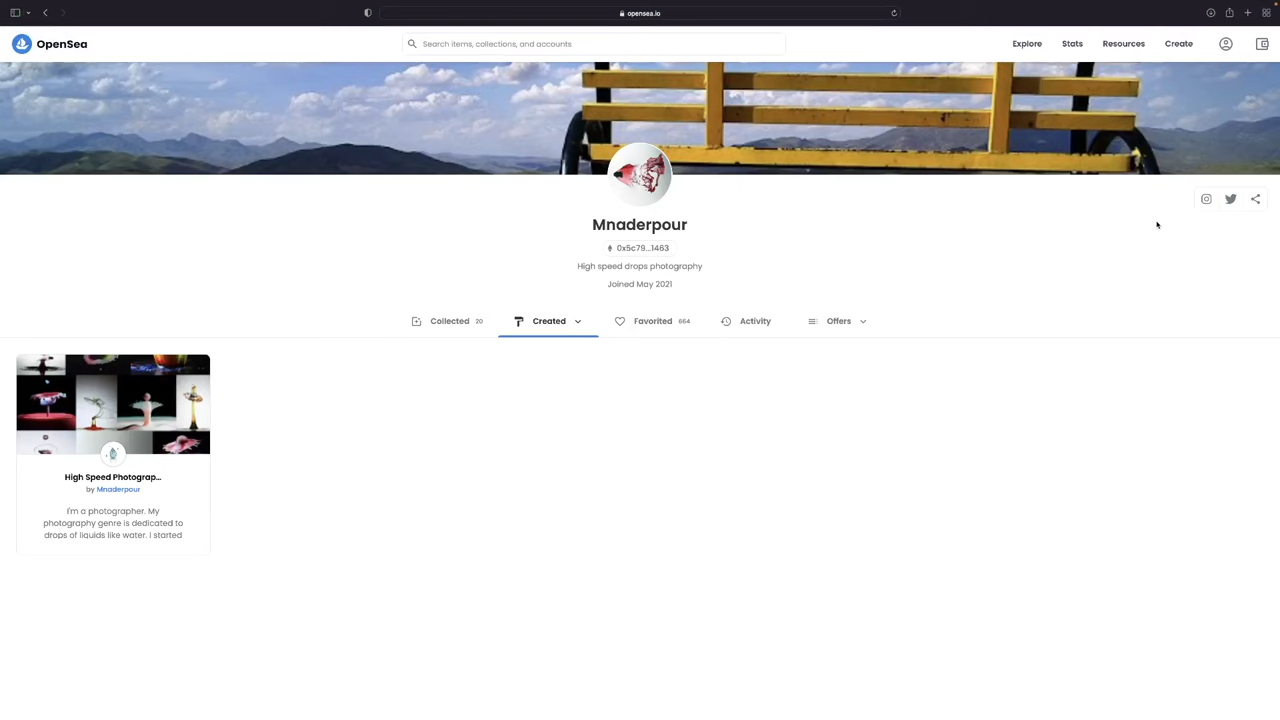 opensea.io
OpenSea
Search items, collections, and accounts
Explore
Stats
Resources
Create
Mnaderpour
0x5c79...1463
High speed drops photography
Joined May 2021
Collected 20
Created
Favorited 664
Activity
Offers
High Speed Photograp...
by Mnaderpour
I'm a photographer. My
photography genre is dedicated to
drops of liquids like water. I started